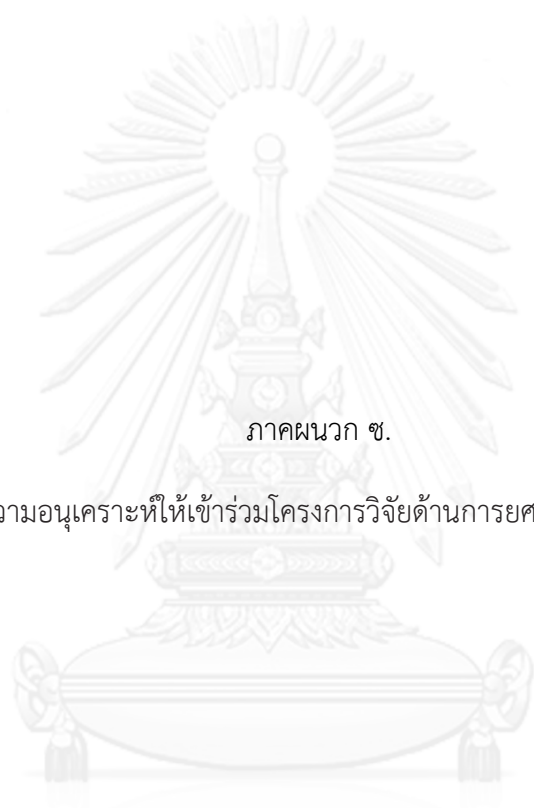 ภาคผนวก ซ.
วามอนุเคราะห์ให้เข้าร่วมโครงการวิจัยด้านการยศ